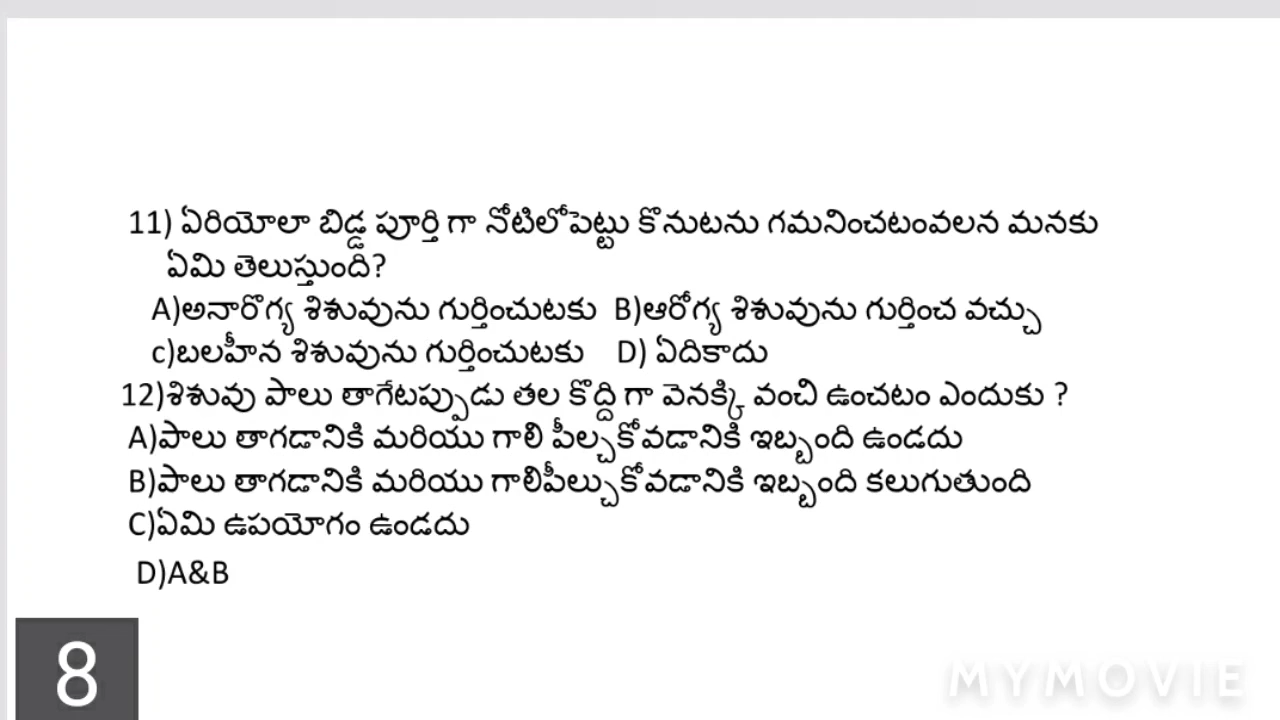 11) ఏరియోలా బిడ్డ పూర్తి గా నోటిలోపెట్టు కొనుటను గమనించటంవలన మనకు
ఏమి తెలుస్తుంది?
A)అనారొగ్య శిశువును గుర్తించుటకు B)ఆరోగ్య శిశువును గుర్తించ వచ్చు
c)బలహీన శిశువును గుర్తించుటకు D) ఏదికాదు
12)శిశువు పాలు తాగేటప్పుడు తల కొద్ది గా వెనక్కి వంచి ఉంచటం ఎందుకు ?
A)పాలు తాగడానికి మరియు గాలి పీల్చకోవడానికి ఇబ్బంది ఉండదు
B)పాలు తాగడానికి మరియు గాలిపీల్చుకోవడానికి ఇబ్బంది కలుగుతుంది
C)ఏమి ఉపయోగం ఉండదు
D)A&B
8
MYMOVIE